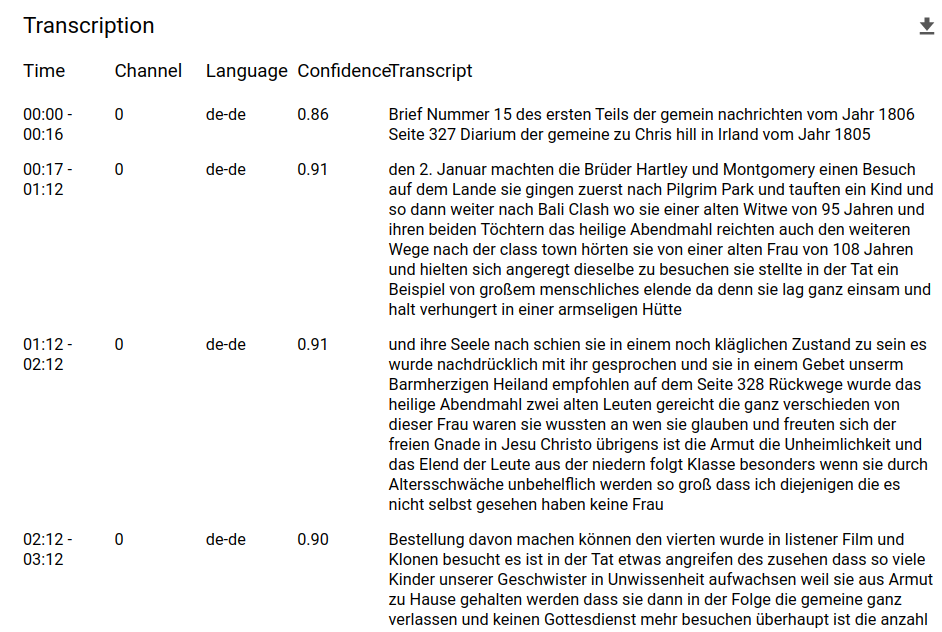 Transcription
Time Channel Language Confidence Transcript
00:00 - 0 de-de 0.86 Brief Nummer 15 des ersten Teils der gemein nachrichten vom Jahr 1806
00:16 Seite 327 Diarium der gemeine zu Chris hill in Irland vom Jahr 1805
00:17 - 0 de-de 0.91 den 2. Januar machten die Brüder Hartley und Montgomery einen Besuch
01:12 auf dem Lande sie gingen zuerst nach Pilgrim Park und tauften ein Kind und
so dann weiter nach Bali Clash wo sie einer alten Witwe von 95 Jahren und
ihren beiden Töchtern das heilige Abendmahl reichten auch den weiteren
Wege nach der class town hörten sie von einer alten Frau von 108 Jahren
und hielten sich angeregt dieselbe zu besuchen sie stellte in der Tat ein
Beispiel von großem menschliches elende da denn sie lag ganz einsam und
halt verhungert in einer armseligen Hütte
01:12 - 0 de-de 0.91 und ihre Seele nach schien sie in einem noch kläglichen Zustand zu sein es
02:12 wurde nachdrücklich mit ihr gesprochen und sie in einem Gebet unserm
Barmherzigen Heiland empfohlen auf dem Seite 328 Rückwege wurde das
heilige Abendmahl zwei alten Leuten gereicht die ganz verschieden von
dieser Frau waren sie wussten an wen sie glauben und freuten sich der
freien Gnade in Jesu Christo übrigens ist die Armut die Unheimlichkeit und
das Elend der Leute aus der niedern folgt Klasse besonders wenn sie durch
Altersschwäche unbehelflich werden so groß dass ich diejenigen die es
nicht selbst gesehen haben keine Frau
02:12 - 0 de-de 0.90 Bestellung davon machen können den vierten wurde in listener Film und
03:12 Klonen besucht es ist in der Tat etwas angreifen des zusehen dass so viele
Kinder unserer Geschwister in Unwissenheit aufwachsen weil sie aus Armut
zu Hause gehalten werden dass sie dann in der Folge die gemeine ganz
verlassen und keinen Gottesdienst mehr besuchen überhaupt ist die anzahl